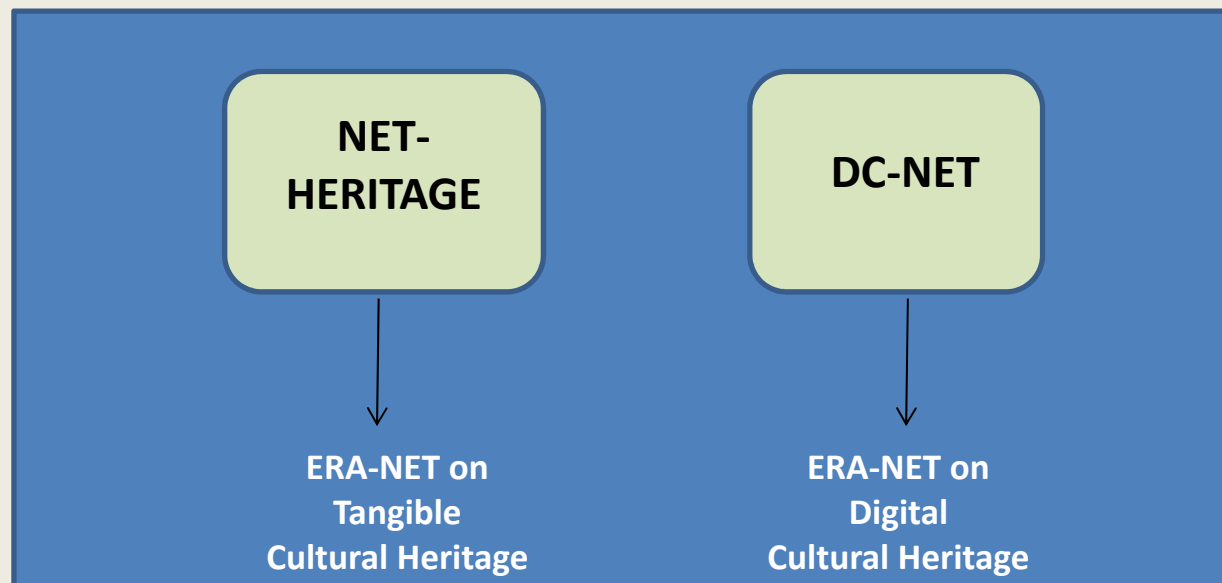 NET-
HERITAGE
DC-NET
ERA-NET on
Tangible
Cultural Heritage
ERA-NET on
Digital
Cultural Heritage